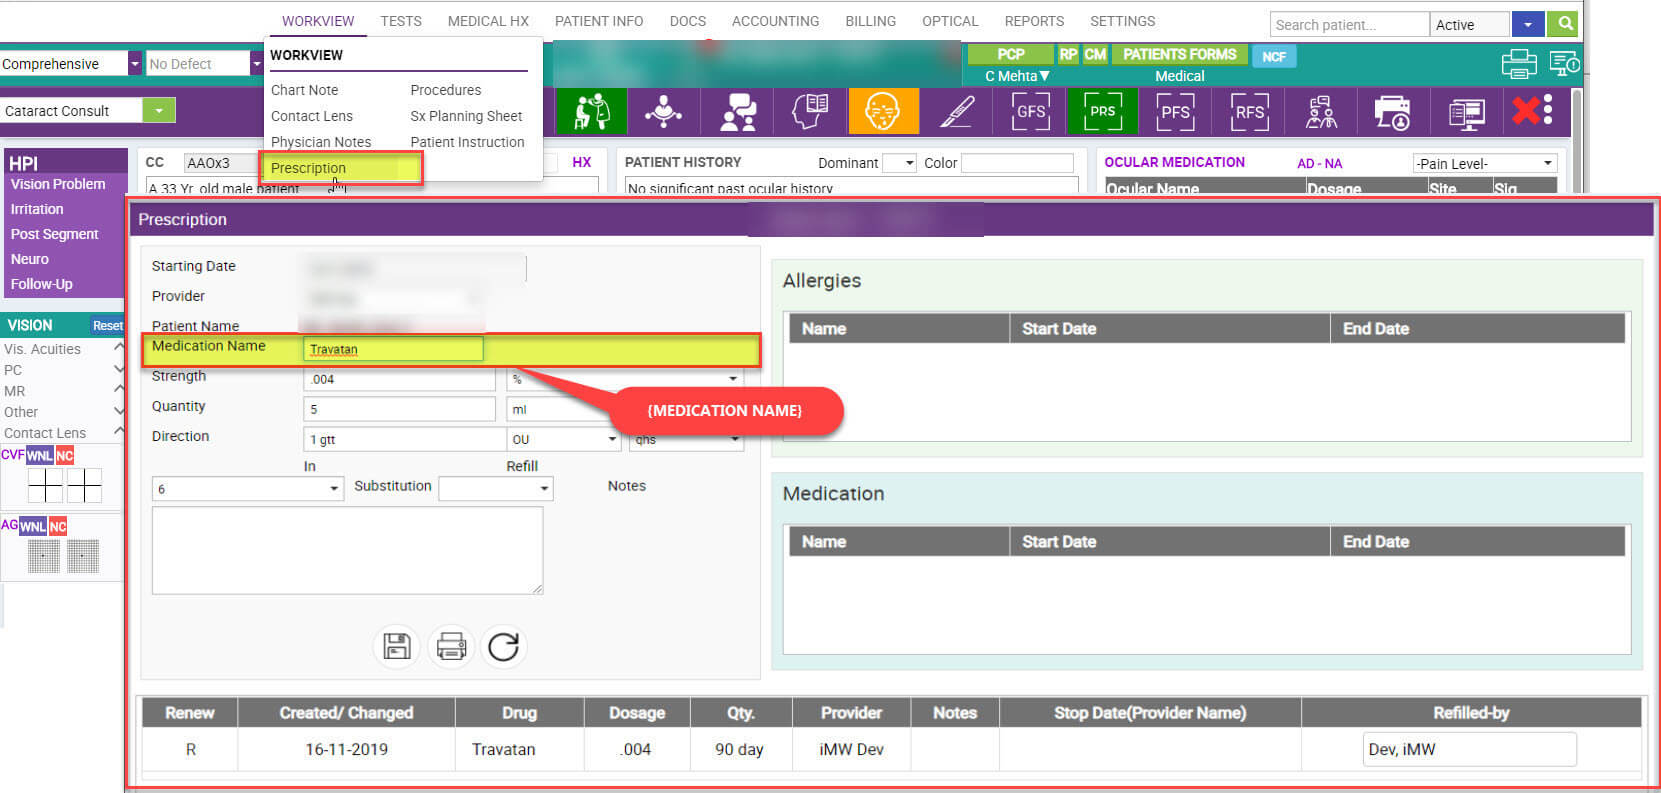 WORKVIEW TESTS MEDICAL HX PATIENT INFO DOCS ACCOUNTING BILLING OPTICAL REPORTS SETTINGS Search patient... Active
WORKVIEW
Chart Note Procedures
Contact Lens Sx Planning Sheet
Physician Notes Patient Instruction
Prescription
Comprehensive No Defect
PCP RP CM PATIENTS FORMS NCF
C Mehta▼ Medical
Cataract Consult
GFS PRS PFS RFS
HPI
Vision Problem
Irritation
Post Segment
Neuro
Follow-Up
CC AAOx3 HX
A 33 Yr. old male patient
PATIENT HISTORY Dominant Color
No significant past ocular history
OCULAR MEDICATION AD - NA -Pain Level-
Ocular Name Dosage Site Sig
VISION Reset
Vis. Acuities
PC
MR
Other
Contact Lens
CVF WNL NC
AG WNL NC
Prescription
Starting Date
Provider
Patient Name
Medication Name Travatan
Strength .004 %
Quantity 5 ml
{MEDICATION NAME}
Direction 1 gtt OU qhs
In Refill
6 Substitution Notes
Allergies
Name Start Date End Date
Medication
Name Start Date End Date
Renew Created/ Changed Drug Dosage Qty. Provider Notes Stop Date(Provider Name) Refilled-by
R 16-11-2019 Travatan .004 90 day iMW Dev Dev, iMW